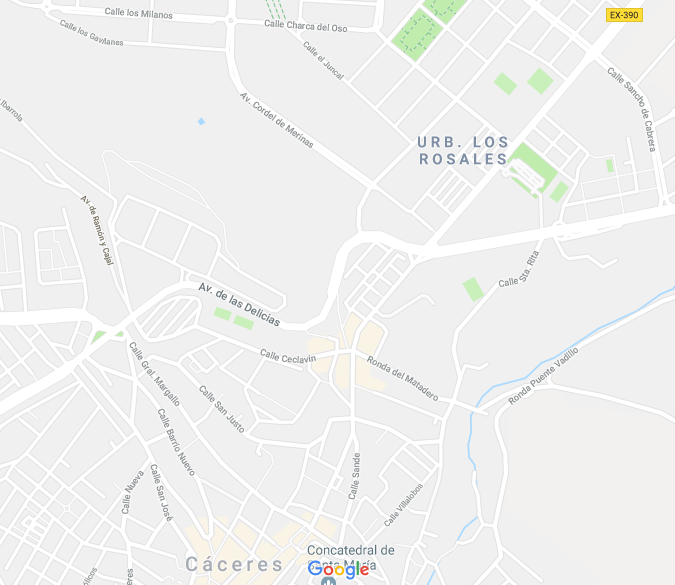 Calle los Milanos
EX-390
Calle los Gavilanes
Calle Charca del Oso
Calle el Juncal
Calle Sancho de Cabrera
Ibarrola
Av. Cordel de Merinas
URB. LOS
ROSALES
Av. de Ramón y Cajal
Calle Sta. Rita
Av. de las Delicias
Calle Ceclavín
Ronda del Matadero
Ronda Puente Vadillo
Calle Gral. Margallo
Calle San Justo
Calle Barrio Nuevo
Calle Sande
Calle San José
Calle Nueva
Calle Villalobos
Cáceres
Concatedral de
Santa María
Google